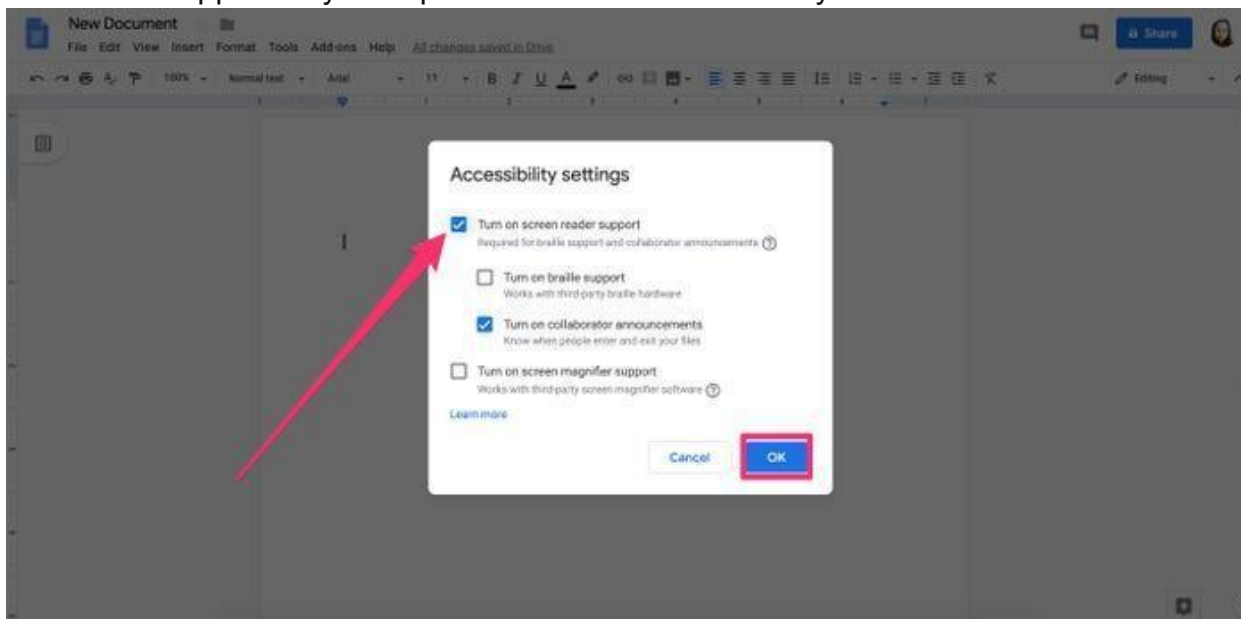 New Document
File Edit View Insert Format Tools Add-ons Help All changes saved in Drive
Share
100% Normal text Arial 11 B I U A Editing
Accessibility settings
Turn on screen reader support
Required for braille support and collaborator announcements
Turn on braille support
Works with third-party braille hardware
Turn on collaborator announcements
Know when people enter and exit your files
Turn on screen magnifier support
Works with third-party screen magnifier software
Learn more
Cancel OK